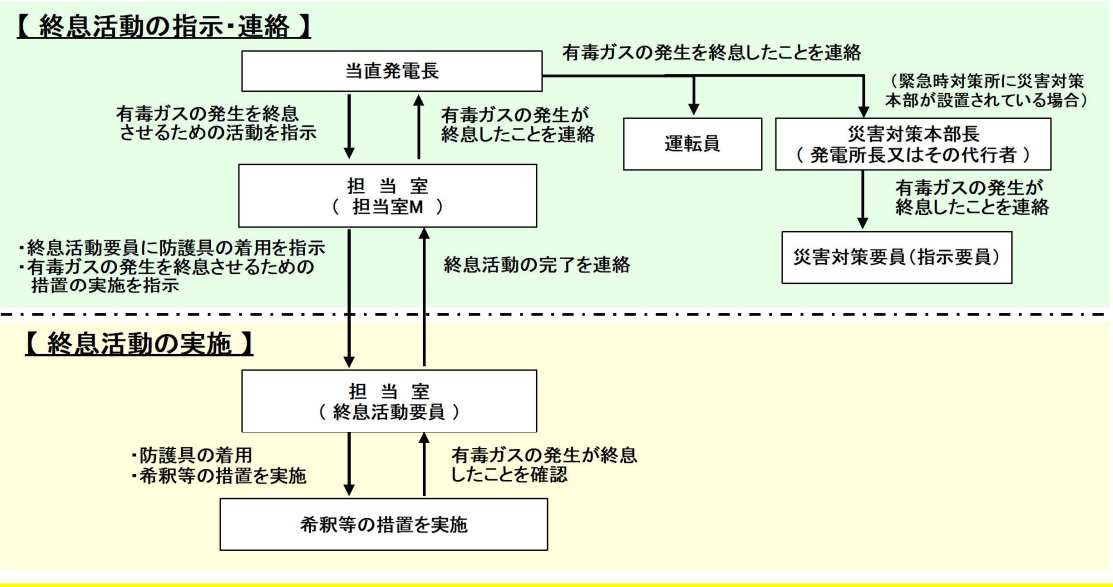 【 終息活動の指示・連絡 】
当直発電長
有毒ガスの発生を終息したことを連絡
（緊急時対策所に災害対策
本部が設置されている場合）
有毒ガスの発生を終息
させるための活動を指示
有毒ガスの発生が
終息したことを連絡
運転員
災害対策本部長
（ 発電所長又はその代行者 ）
担　当　室
（ 担当室M ）
有毒ガスの発生が
終息したことを連絡
・終息活動要員に防護具の着用を指示
・有毒ガスの発生を終息させるための
措置の実施を指示
終息活動の完了を連絡
災害対策要員（指示要員）
【 終息活動の実施 】
担　当　室
（ 終息活動要員 ）
・防護具の着用
・希釈等の措置を実施
有毒ガスの発生が終息
したことを確認
希釈等の措置を実施